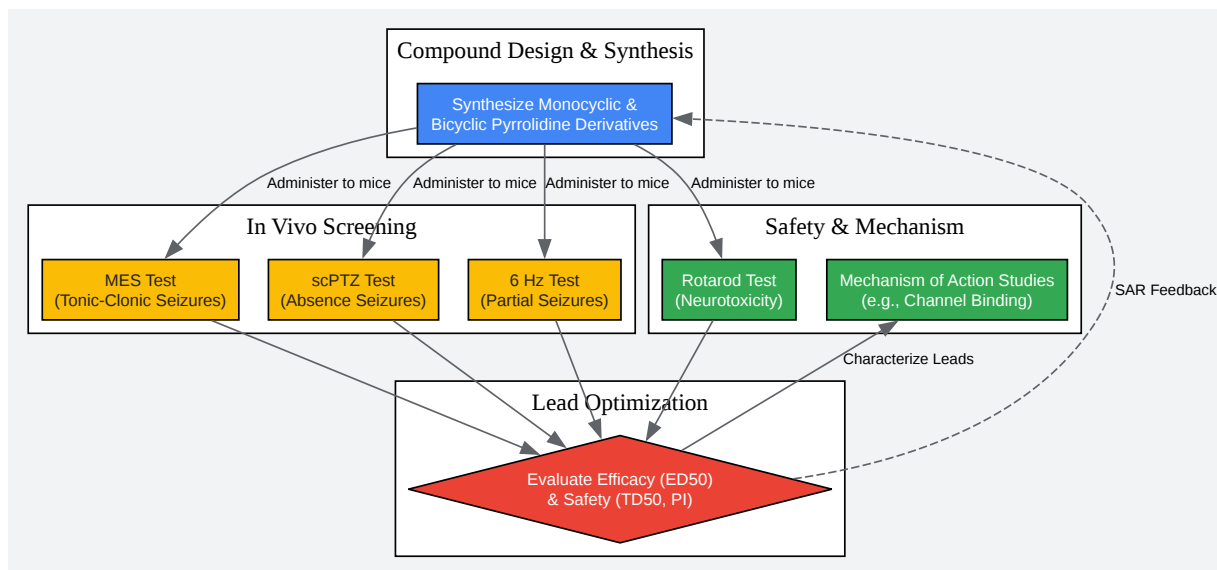 Compound Design & Synthesis
Synthesize Monocyclic &
Bicyclic Pyrrolidine Derivatives
Administer to mice
Administer to mice
Administer to mice
Administer to mice
In Vivo Screening
Safety & Mechanism
MES Test
(Tonic-Clonic Seizures)
scPTZ Test
(Absence Seizures)
6 Hz Test
(Partial Seizures)
Rotarod Test
(Neurotoxicity)
Mechanism of Action Studies
(e.g., Channel Binding)
SAR Feedback
Characterize Leads
Lead Optimization
Evaluate Efficacy (ED50)
& Safety (TD50, PI)